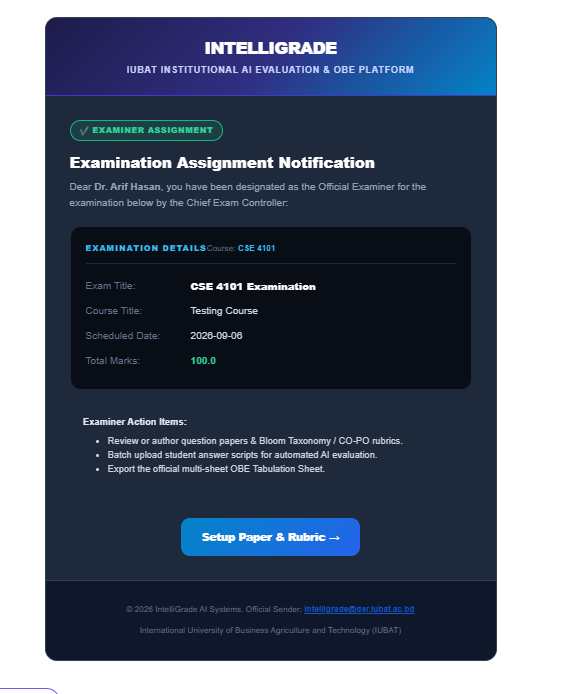 INTELLIGRADE
IUBAT INSTITUTIONAL AI EVALUATION & OBE PLATFORM
✔ EXAMINER ASSIGNMENT
Examination Assignment Notification
Dear Dr. Arif Hasan, you have been designated as the Official Examiner for the
examination below by the Chief Exam Controller:
EXAMINATION DETAILS Course: CSE 4101
Exam Title: CSE 4101 Examination
Course Title: Testing Course
Scheduled Date: 2026-09-06
Total Marks: 100.0
Examiner Action Items:
• Review or author question papers & Bloom Taxonomy / CO-PO rubrics.
• Batch upload student answer scripts for automated AI evaluation.
• Export the official multi-sheet OBE Tabulation Sheet.
Setup Paper & Rubric →
© 2026 IntelliGrade AI Systems. Official Sender: intelligrade@der.iubat.ac.bd
International University of Business Agriculture and Technology (IUBAT)